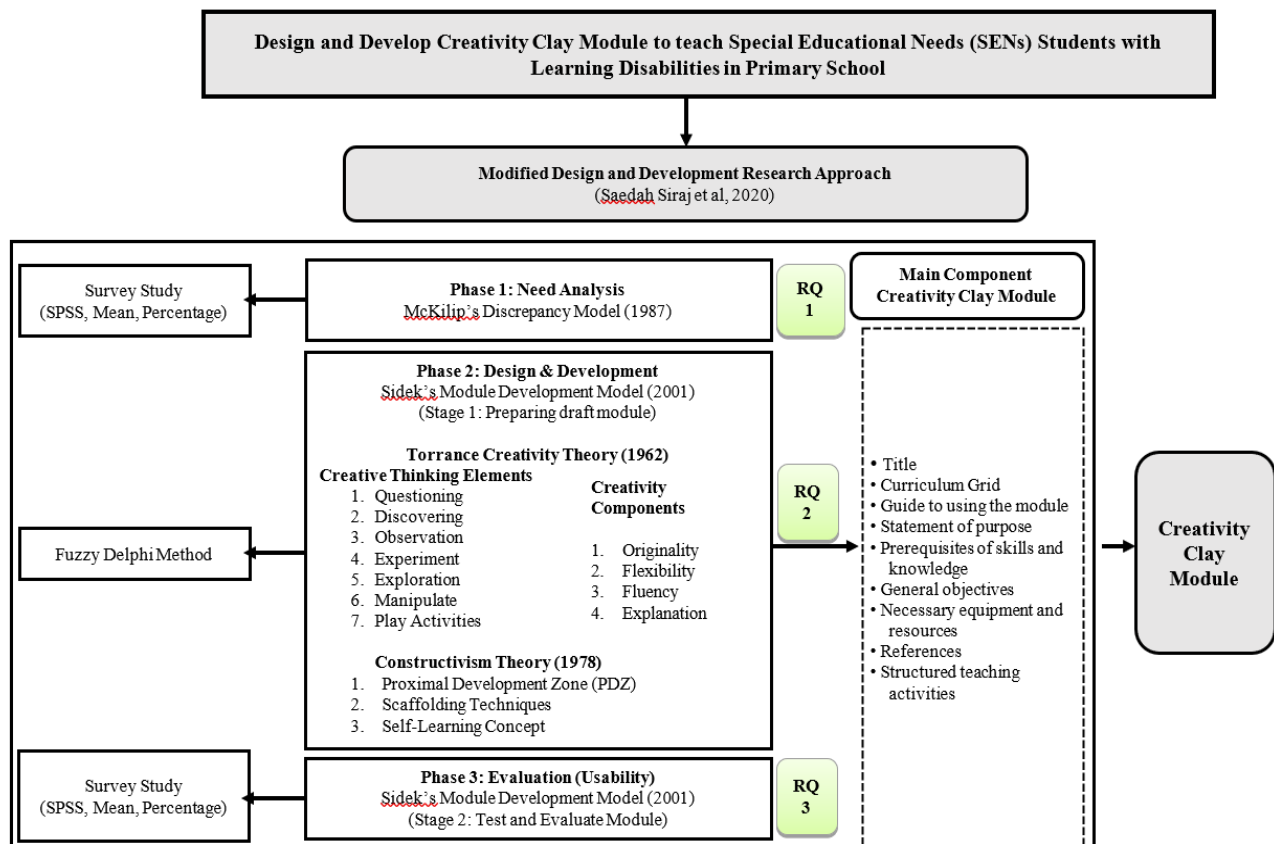 Design and Develop Creativity Clay Module to teach Special Educational Needs (SENs) Students with
Learning Disabilities in Primary School
Modified Design and Development Research Approach
(Saedah Siraj et al, 2020)
Survey Study
(SPSS, Mean, Percentage)
Phase 1: Need Analysis
McKilip's Discrepancy Model (1987)
RQ
1
Main Component
Creativity Clay Module
Phase 2: Design & Development
Sidek's Module Development Model (2001)
(Stage 1: Preparing draft module)
Torrance Creativity Theory (1962)
Creative Thinking Elements
1. Questioning
2. Discovering
3. Observation
4. Experiment
5. Exploration
6. Manipulate
7. Play Activities
Creativity
Components
1. Originality
2. Flexibility
3. Fluency
4. Explanation
Constructivism Theory (1978)
1. Proximal Development Zone (PDZ)
2. Scaffolding Techniques
3. Self-Learning Concept
Fuzzy Delphi Method
RQ
2
• Title
• Curriculum Grid
• Guide to using the module
• Statement of purpose
• Prerequisites of skills and
knowledge
• General objectives
• Necessary equipment and
resources
• References
• Structured teaching
activities
Creativity
Clay
Module
Survey Study
(SPSS, Mean, Percentage)
Phase 3: Evaluation (Usability)
Sidek's Module Development Model (2001)
(Stage 2: Test and Evaluate Module)
RQ
3